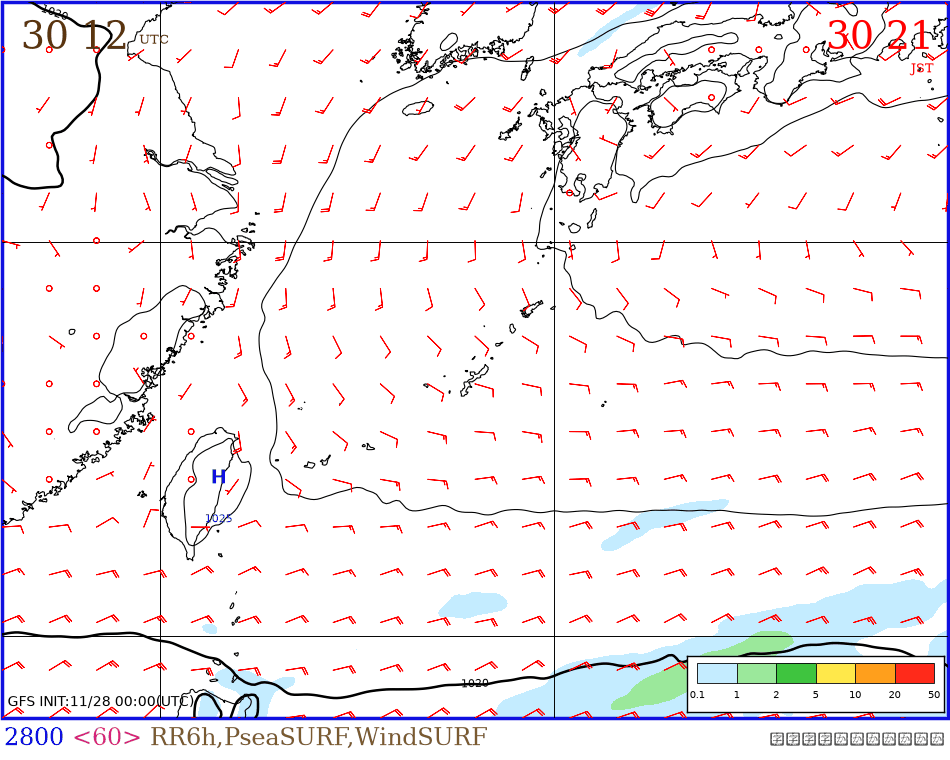 1020
30 12 UTC
30 21
JST
H
1025
1020
GFS INIT:11/28 00:00(UTC)
0.1 1 2 5 10 20 50
2800 <60> RR6h,PseaSURF,WindSURF